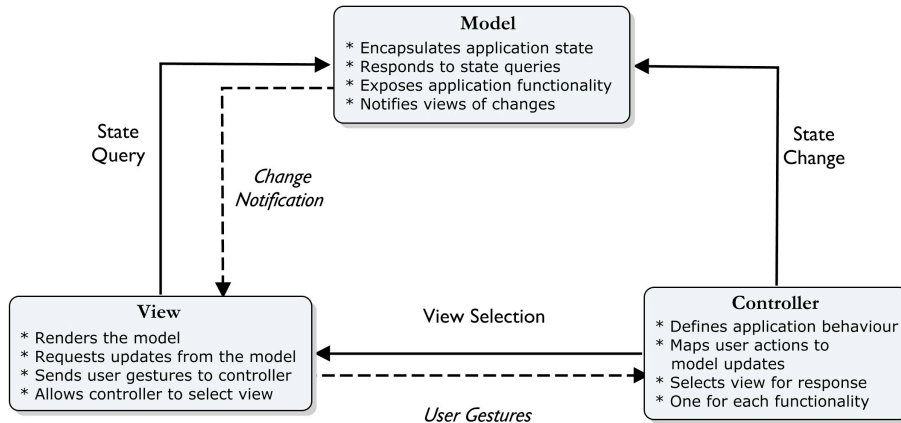 Model
* Encapsulates application state
* Responds to state queries
* Exposes application functionality
* Notifies views of changes
State
Query
Change
Notification
State
Change
View
* Renders the model
* Requests updates from the model
* Sends user gestures to controller
* Allows controller to select view
View Selection
User Gestures
Controller
* Defines application behaviour
* Maps user actions to
model updates
* Selects view for response
* One for each functionality